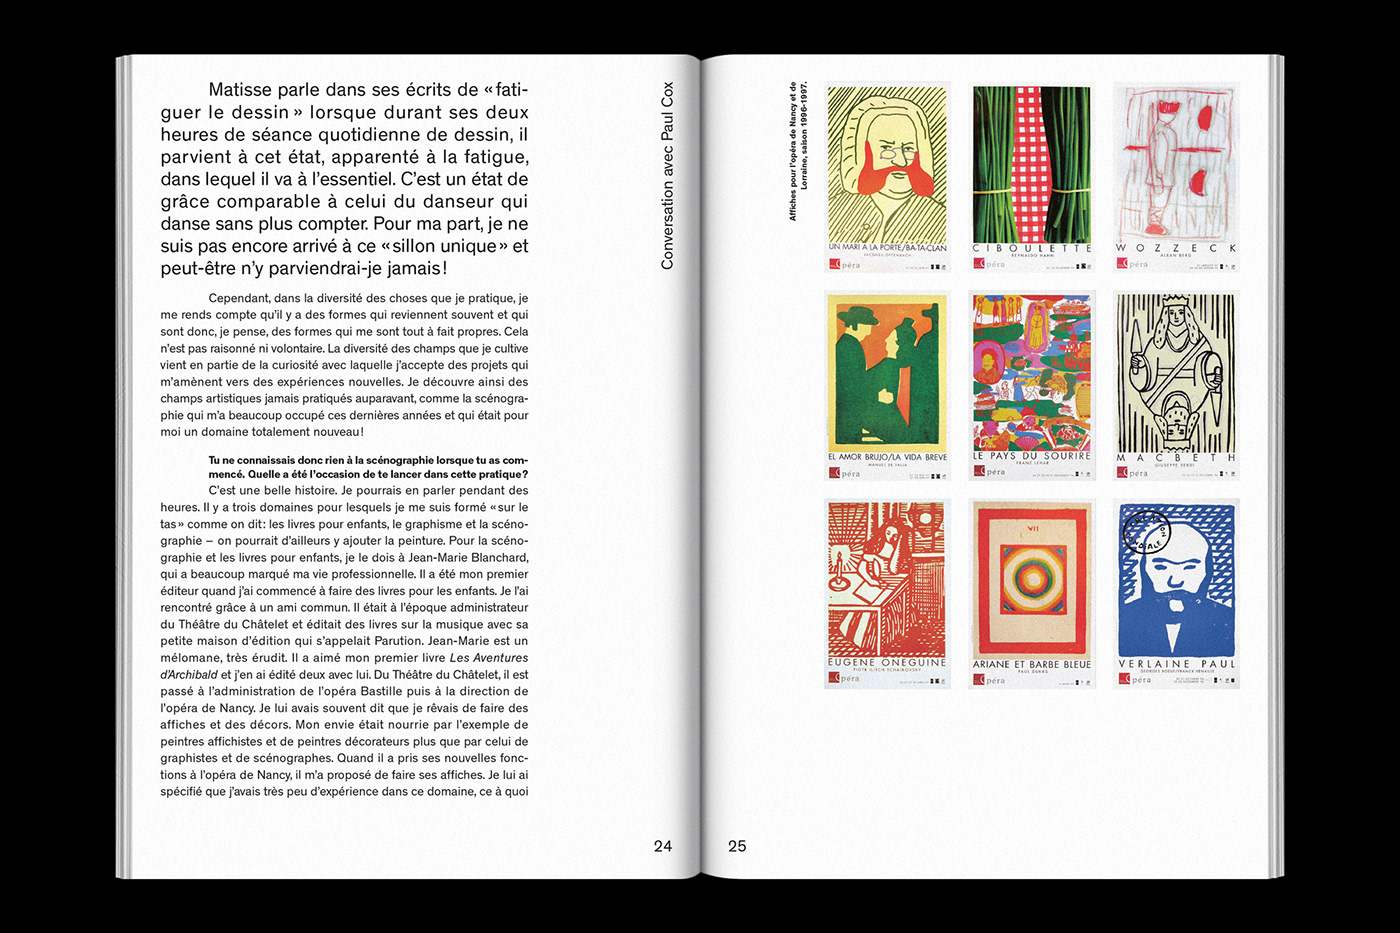 Matisse parle dans ses écrits de « fati-
guer le dessin » lorsque durant ses deux
heures de séance quotidienne de dessin, il
parvient à cet état, apparenté à la fatigue,
dans lequel il va à l’essentiel. C’est un état de
grâce comparable à celui du danseur qui
danse sans plus compter. Pour ma part, je ne
suis pas encore arrivé à ce « sillon unique » et
peut-être n’y parviendrai-je jamais !
Cependant, dans la diversité des choses que je pratique, je
me rends compte qu’il y a des formes qui reviennent souvent et qui
sont donc, je pense, des formes qui me sont tout à fait propres. Cela
n’est pas raisonné ni volontaire. La diversité des champs que je cultive
vient en partie de la curiosité avec laquelle j’accepte des projets qui
m’amènent vers des expériences nouvelles. Je découvre ainsi des
champs artistiques jamais pratiqués auparavant, comme la scénogra-
phie qui m’a beaucoup occupé ces dernières années et qui était pour
moi un domaine totalement nouveau !
Tu ne connaissais donc rien à la scénographie lorsque tu as com-
mencé. Quelle a été l’occasion de te lancer dans cette pratique ?
C’est une belle histoire. Je pourrais en parler pendant des
heures. Il y a trois domaines pour lesquels je me suis formé « sur le
tas » comme on dit : les livres pour enfants, le graphisme et la scéno-
graphie – on pourrait d’ailleurs y ajouter la peinture. Pour la scéno-
graphie et les livres pour enfants, je le dois à Jean-Marie Blanchard,
qui a beaucoup marqué ma vie professionnelle. Il a été mon premier
éditeur quand j’ai commencé à faire des livres pour les enfants. Je l’ai
rencontré grâce à un ami commun. Il était à l’époque administrateur
du Théâtre du Châtelet et éditait des livres sur la musique avec sa
petite maison d’édition qui s’appelait Parution. Jean-Marie est un
mélomane, très érudit. Il a aimé mon premier livre Les Aventures
d’Archibald et j’en ai édité deux avec lui. Du Théâtre du Châtelet, il est
passé à l’administration de l’opéra Bastille puis à la direction de
l’opéra de Nancy. Je lui avais souvent dit que je rêvais de faire des
affiches et des décors. Mon envie était nourrie par l’exemple de
peintres affichistes et de peintres décorateurs plus que par celui de
graphistes et de scénographes. Quand il a pris ses nouvelles fonc-
tions à l’opéra de Nancy, il m’a proposé de faire ses affiches. Je lui ai
spécifié que j’avais très peu d’expérience dans ce domaine, ce à quoi
Conversation avec Paul Cox
24
Affiches pour l’opéra de Nancy et de
Lorraine, saison 1996-1997.
UN MARI A LA PORTE/BA-TA-CLAN
JACQUES OFFENBACH
Opéra
CIBOULETTE
REYNALDO HAHN
Opéra
WOZZECK
ALBAN BERG
Opéra
EL AMOR BRUJO/LA VIDA BREVE
MANUEL DE FALLA
Opéra
LE PAYS DU SOURIRE
FRANZ LEHAR
Opéra
MACBETH
GIUSEPPE VERDI
Opéra
EUGENE ONEGUINE
PIOTR ILITCH TCHAIKOVSKY
Opéra
VII
ARIANE ET BARBE BLEUE
PAUL DUKAS
Opéra
VERLAINE PAUL
GEORGES BOEUF/FRANCK VENAILLE
Opéra
25